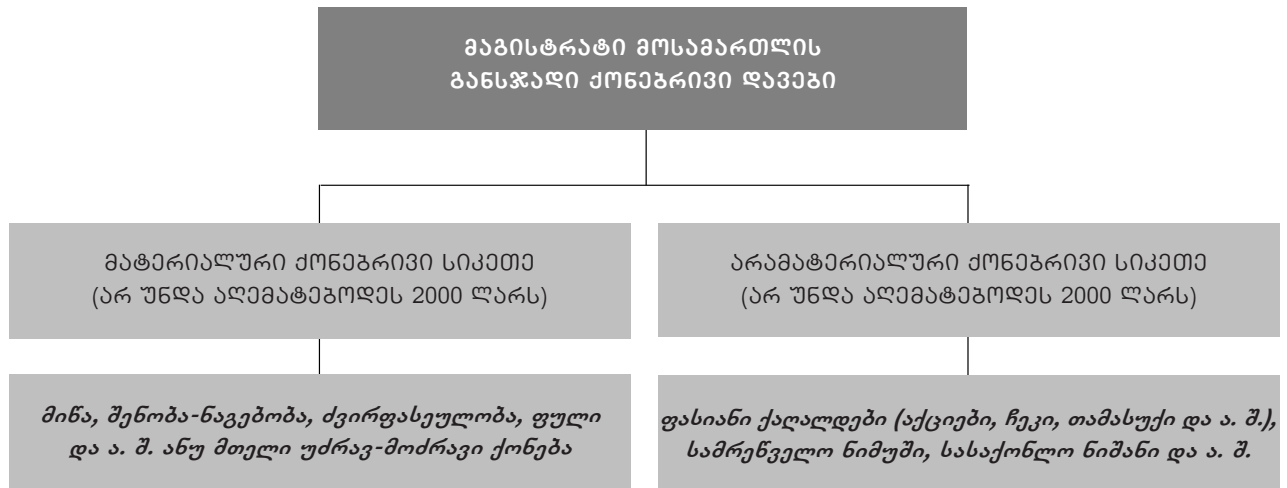 მაგისტრატი მოსამართლის
განსჯადი ქონებრივი დავები
მატერიალური ქონებრივი სიკეთე
(არ უნდა აღემატებოდეს 2000 ლარს)
არამატერიალური ქონებრივი სიკეთე
(არ უნდა აღემატებოდეს 2000 ლარს)
მიწა, შენობა-ნაგებობა, ძვირფასეულობა, ფული
და ა. შ. ანუ მთელი უძრავ-მოძრავი ქონება
ფასიანი ქაღალდები (აქციები, ჩეკი, თამასუქი და ა. შ.),
სამრეწველო ნიმუში, სასაქონლო ნიშანი და ა. შ.